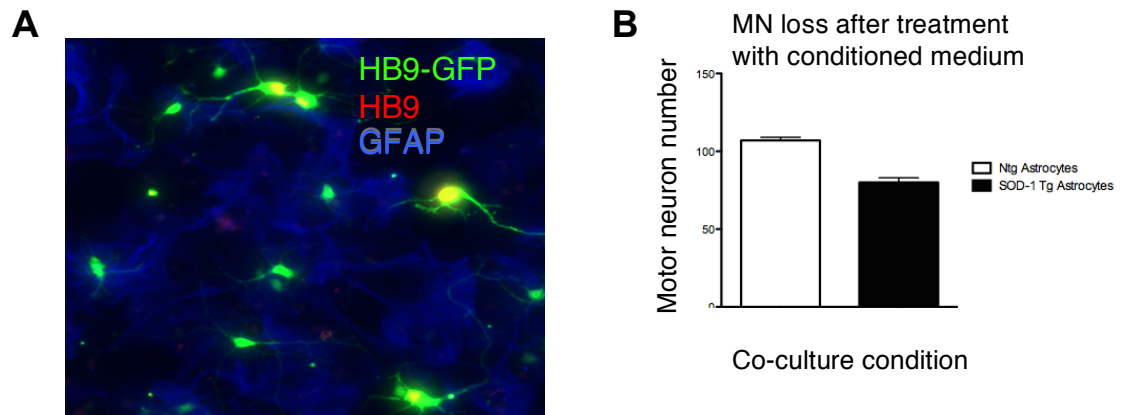 A
HB9-GFP
HB9
GFAP
B
MN loss after treatment
with conditioned medium
Motor neuron number
150
100
50
0
Ntg Astrocytes
SOD-1 Tg Astrocytes
Co-culture condition